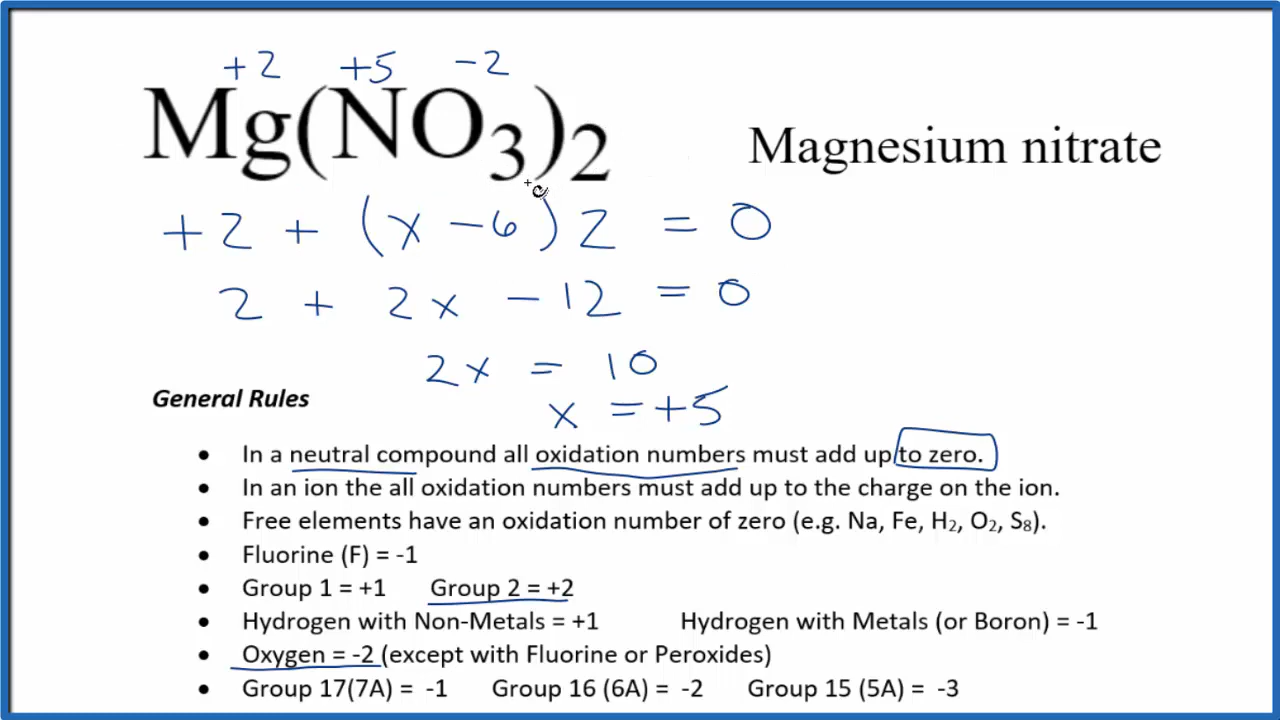 +2 +5 -2
Mg(NO₃)₂ Magnesium nitrate
+2 + (x -6)2 = 0
2 + 2x -12 = 0
2x = 10
General Rules
x = +5
• In a neutral compound all oxidation numbers must add up to zero.
• In an ion the all oxidation numbers must add up to the charge on the ion.
• Free elements have an oxidation number of zero (e.g. Na, Fe, H₂, O₂, S₈).
• Fluorine (F) = -1
• Group 1 = +1 Group 2 = +2
• Hydrogen with Non-Metals = +1 Hydrogen with Metals (or Boron) = -1
• Oxygen = -2 (except with Fluorine or Peroxides)
• Group 17(7A) = -1 Group 16 (6A) = -2 Group 15 (5A) = -3